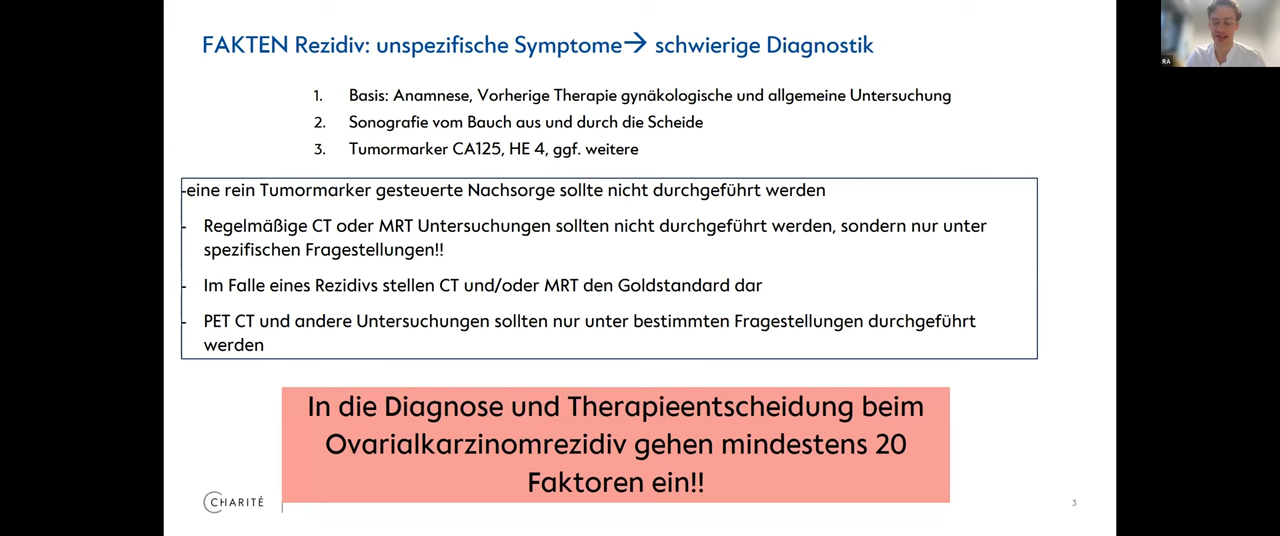 FAKTEN Rezidiv: unspezifische Symptome→ schwierige Diagnostik
1. Basis: Anamnese, Vorherige Therapie gynäkologische und allgemeine Untersuchung
2. Sonografie vom Bauch aus und durch die Scheide
3. Tumormarker CA125, HE 4, ggf. weitere
-eine rein Tumormarker gesteuerte Nachsorge sollte nicht durchgeführt werden
- Regelmäßige CT oder MRT Untersuchungen sollten nicht durchgeführt werden, sondern nur unter
spezifischen Fragestellungen!!
- Im Falle eines Rezidivs stellen CT und/oder MRT den Goldstandard dar
- PET CT und andere Untersuchungen sollten nur unter bestimmten Fragestellungen durchgeführt
werden
In die Diagnose und Therapieentscheidung beim
Ovarialkarzinomrezidiv gehen mindestens 20
Faktoren ein!!
CHARITÉ
3
RA